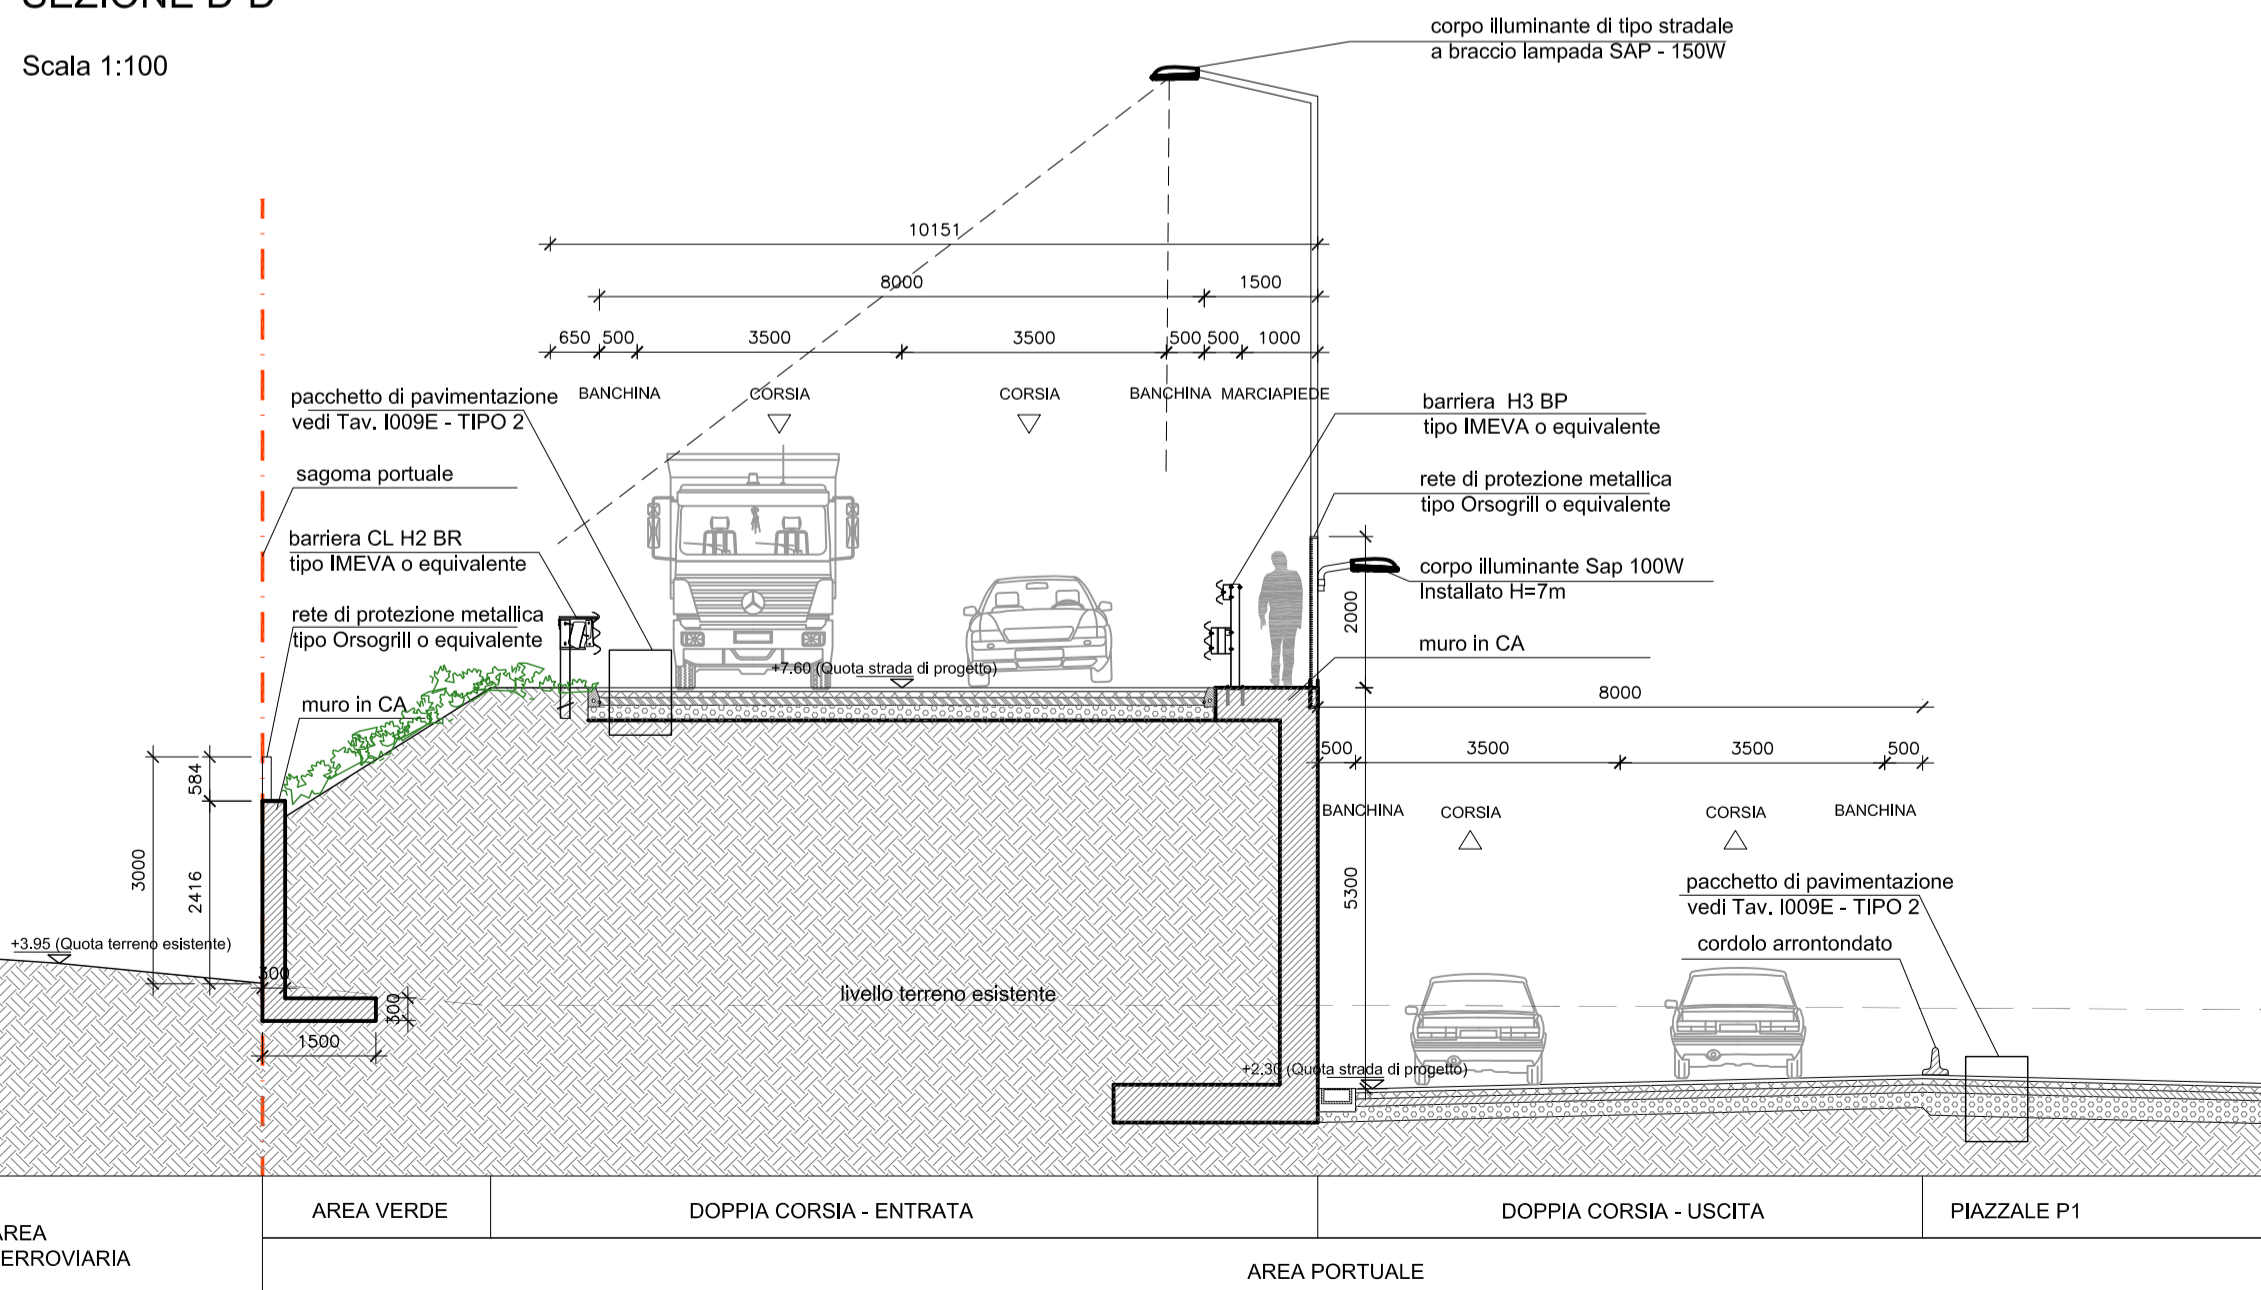 SEZIONE D-D
Scala 1:100
corpo illuminante di tipo stradale
a braccio lampada SAP - 150W
10151
8000
1500
650
500
3500
3500
500
500
1000
BANCHINA
CORSIA
CORSIA
BANCHINA
MARCIAPIEDE
pacchetto di pavimentazione
vedi Tav. I009E - TIPO 2
sagoma portuale
barriera CL H2 BR
tipo IMEVA o equivalente
rete di protezione metallica
tipo Orsogrill o equivalente
muro in CA
barriera H3 BP
tipo IMEVA o equivalente
rete di protezione metallica
tipo Orsogrill o equivalente
corpo illuminante Sap 100W
Installato H=7m
2000
muro in CA
+7.60 (Quota strada di progetto)
8000
500
3500
3500
500
BANCHINA
CORSIA
CORSIA
BANCHINA
584
3000
2416
5300
pacchetto di pavimentazione
vedi Tav. I009E - TIPO 2
cordolo arrontondato
+3.95 (Quota terreno esistente)
300
300
1500
livello terreno esistente
+2.30 (Quota strada di progetto)
AREA VERDE
DOPPIA CORSIA - ENTRATA
DOPPIA CORSIA - USCITA
PIAZZALE P1
AREA
ERROVIARIA
AREA PORTUALE